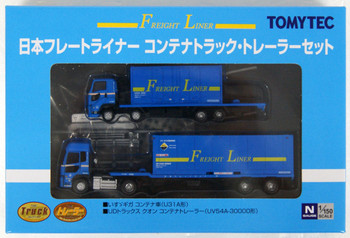 FREIGHT LINER
TOMYTEC
日本フレートライナー コンテナトラック・トレーラーセット
FREIGHT LINER
FREIGHT LINER
Truck
いすゞギガ コンテナ車(U31A形)
UDトラックス クオン コンテナトレーラー(UV54A-30000形)
N
1/150
SCALE